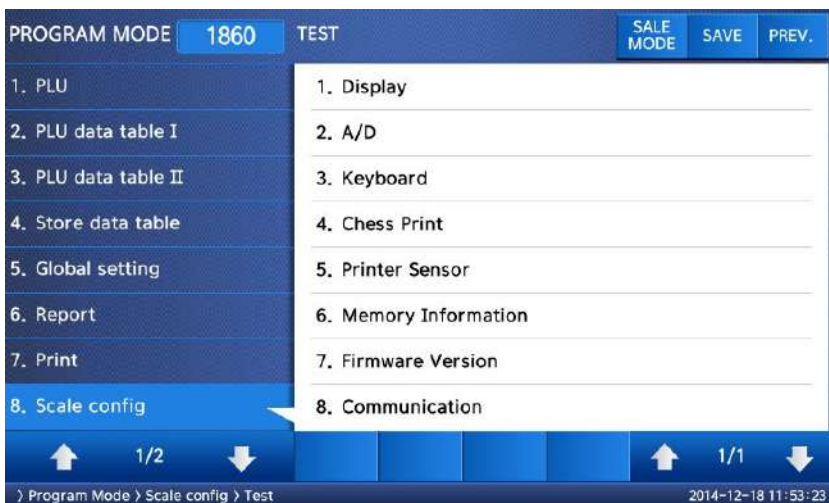 PROGRAM MODE 1860 TEST SALE MODE SAVE PREV.
1. PLU
2. PLU data table I
3. PLU data table II
4. Store data table
5. Global setting
6. Report
7. Print
8. Scale config
1. Display
2. A/D
3. Keyboard
4. Chess Print
5. Printer Sensor
6. Memory Information
7. Firmware Version
8. Communication
1/2 1/1
〉Program Mode 〉Scale config 〉Test 2014-12-18 11:53:23